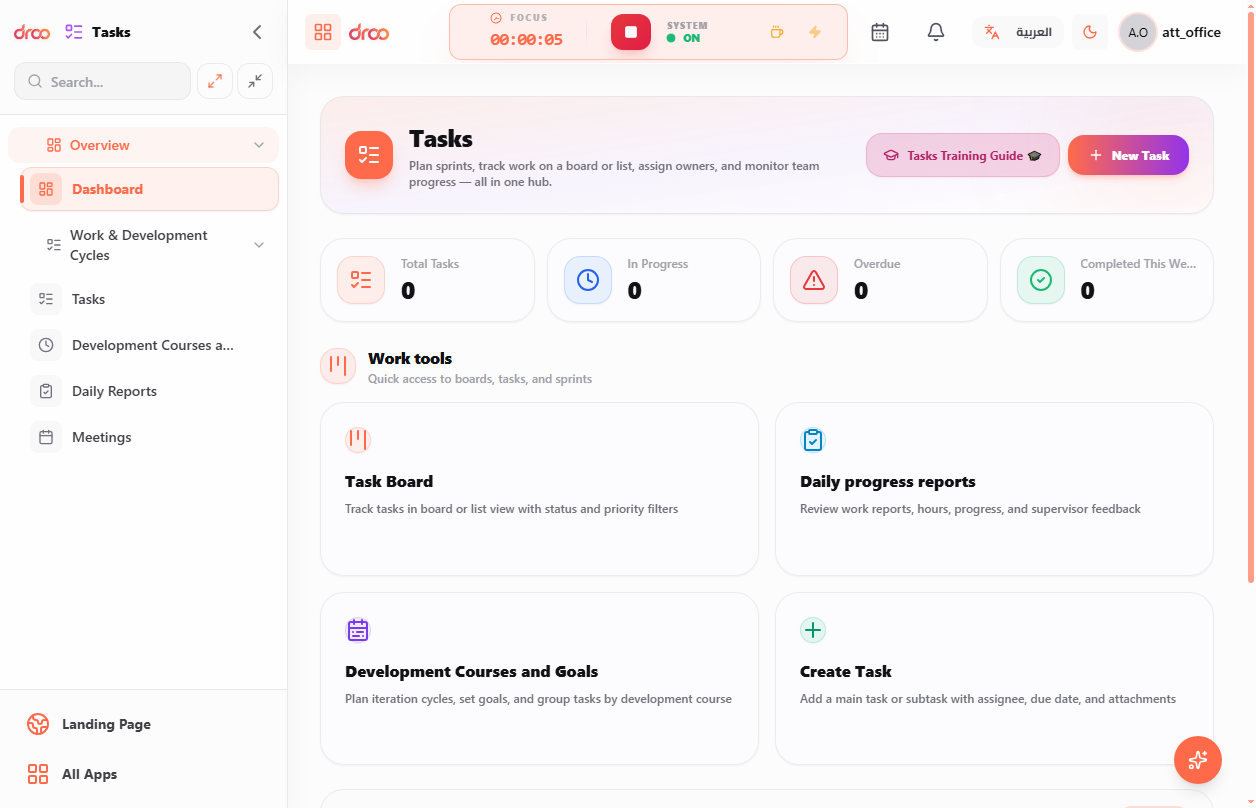 droo
Tasks
Search...
Overview
Dashboard
Work & Development
Cycles
Tasks
Development Courses a...
Daily Reports
Meetings
Landing Page
All Apps
droo
FOCUS
00:00:05
SYSTEM
ON
العربية
A.O
att_office
Tasks
Plan sprints, track work on a board or list, assign owners, and monitor team
progress — all in one hub.
Tasks Training Guide 🎓
New Task
Total Tasks
0
In Progress
0
Overdue
0
Completed This We...
0
Work tools
Quick access to boards, tasks, and sprints
Task Board
Track tasks in board or list view with status and priority filters
Daily progress reports
Review work reports, hours, progress, and supervisor feedback
Development Courses and Goals
Plan iteration cycles, set goals, and group tasks by development course
Create Task
Add a main task or subtask with assignee, due date, and attachments